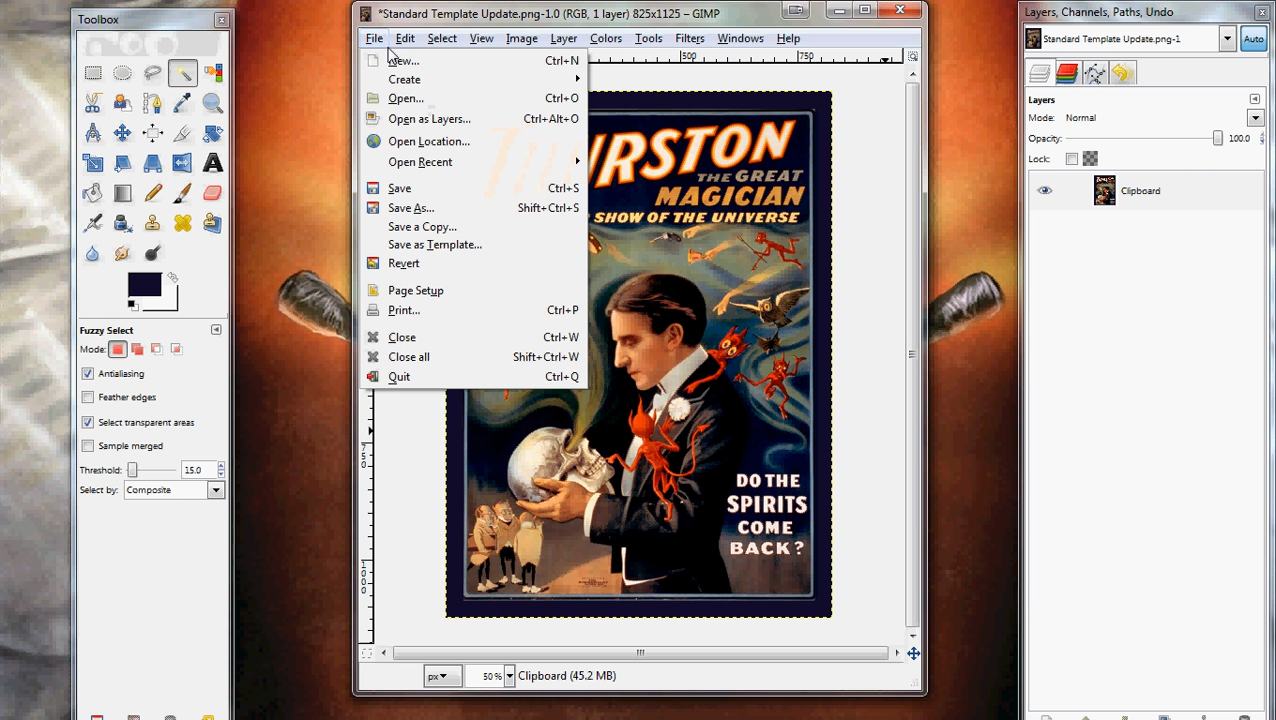 Toolbox
Fuzzy Select
Mode:
Antialiasing
Feather edges
Select transparent areas
Sample merged
Threshold: 15.0
Select by: Composite
*Standard Template Update.png-1.0 (RGB, 1 layer) 825x1125 – GIMP
File Edit Select View Image Layer Colors Tools Filters Windows Help
500 750
New... Ctrl+N
Create
Open... Ctrl+O
Open as Layers... Ctrl+Alt+O
Open Location...
Open Recent
Save Ctrl+S
Save As... Shift+Ctrl+S
Save a Copy...
Save as Template...
Revert
Page Setup
Print... Ctrl+P
Close Ctrl+W
Close all Shift+Ctrl+W
Quit Ctrl+Q
750
1000
THURSTON
THE GREAT
MAGICIAN
SHOW OF THE UNIVERSE
DO THE
SPIRITS
COME
BACK?
px 50% Clipboard (45.2 MB)
Layers, Channels, Paths, Undo
Standard Template Update.png-1 Auto
Layers
Mode: Normal
Opacity: 100.0
Lock:
Clipboard